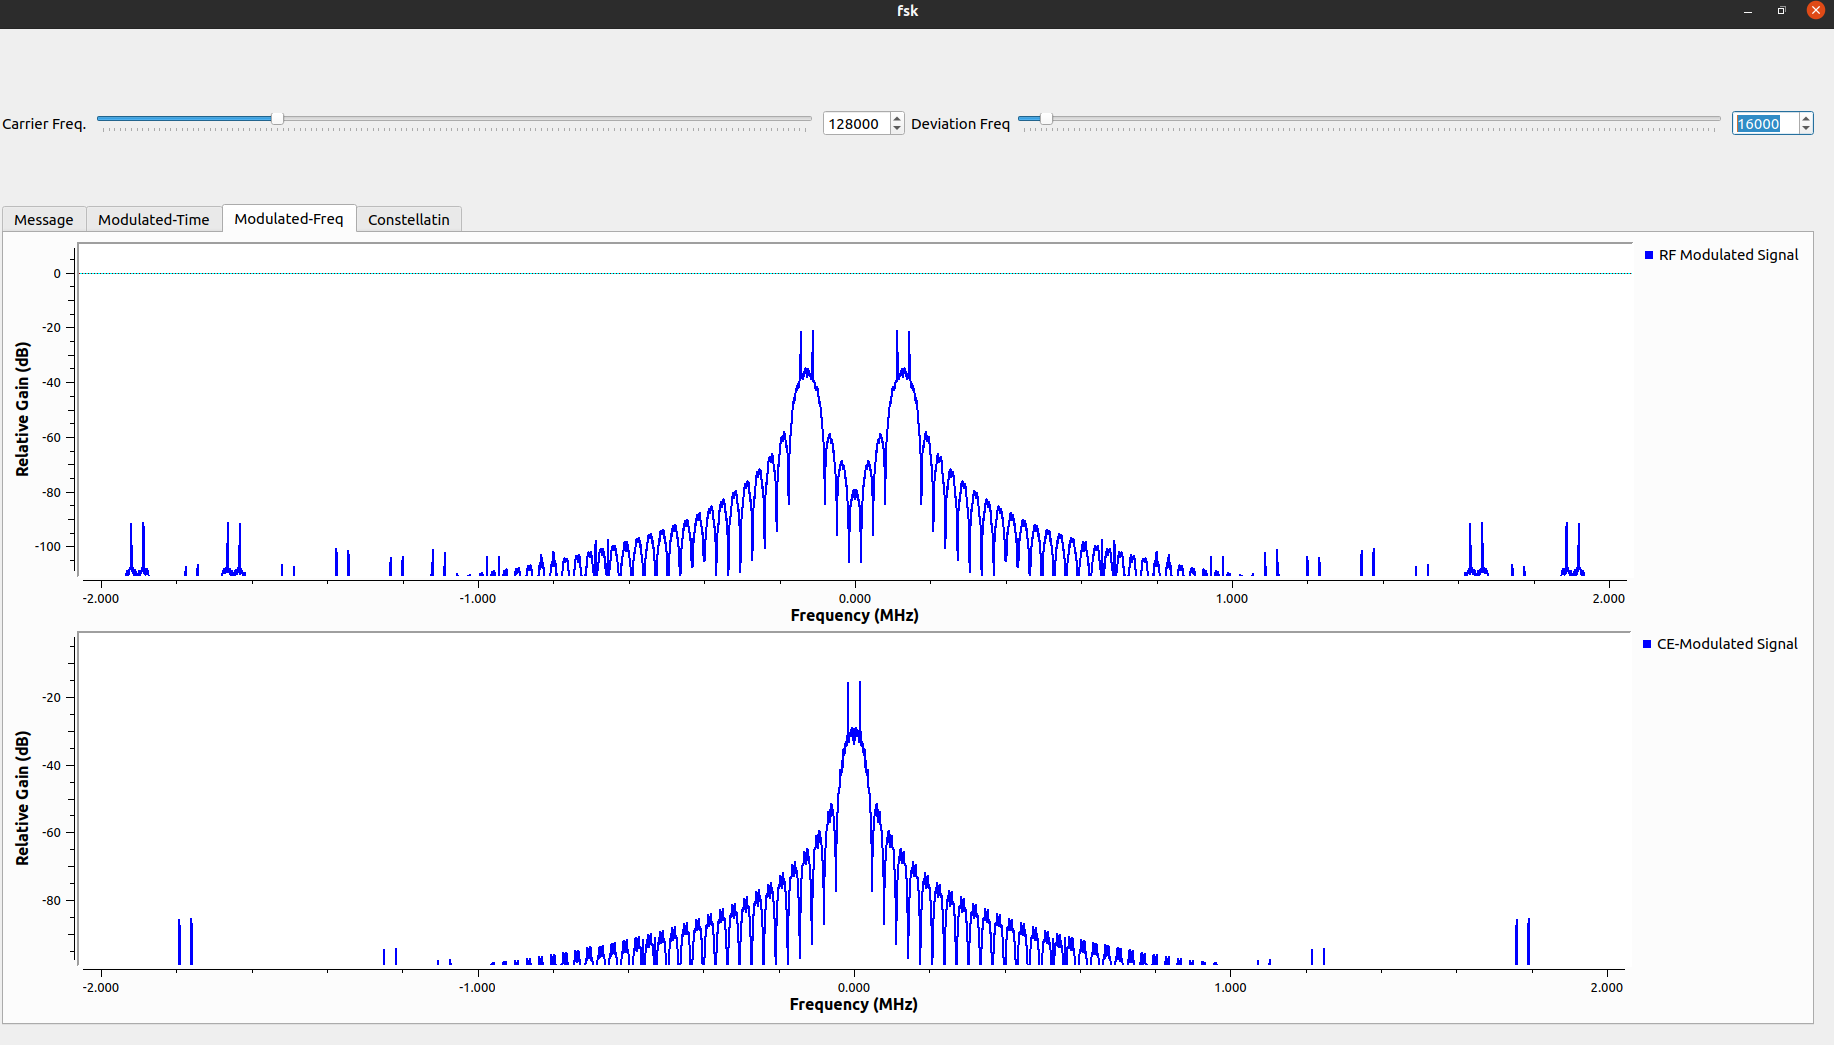 fsk
Carrier Freq. 128000 Deviation Freq 16000
Message Modulated-Time Modulated-Freq Constellatin
RF Modulated Signal
Relative Gain (dB)
0
-20
-40
-60
-80
-100
-2.000 -1.000 0.000 1.000 2.000
Frequency (MHz)
CE-Modulated Signal
Relative Gain (dB)
-20
-40
-60
-80
-2.000 -1.000 0.000 1.000 2.000
Frequency (MHz)